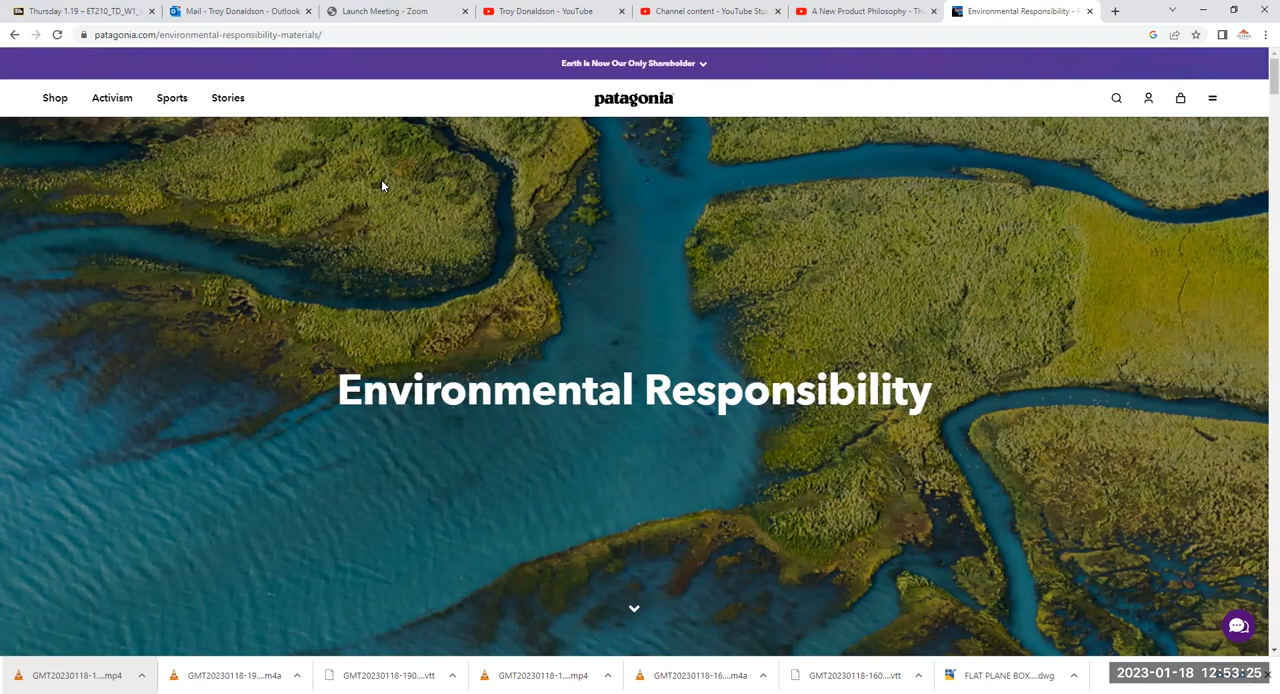 Thursday 1.19 – ET210_TD_W1_
Mail - Troy Donaldson - Outlook
Launch Meeting - Zoom
Troy Donaldson - YouTube
Channel content - YouTube Stu
A New Product Philosophy - Th
Environmental Responsibility -
patagonia.com/environmental-responsibility-materials/
Earth Is Now Our Only Shareholder
Shop Activism Sports Stories
patagonia
Environmental Responsibility
GMT20230118-1....mp4
GMT20230118-19....m4a
GMT20230118-190....vtt
GMT20230118-1....mp4
GMT20230118-16....m4a
GMT20230118-160....vtt
FLAT PLANE BOX....dwg
2023-01-18 12:53:25